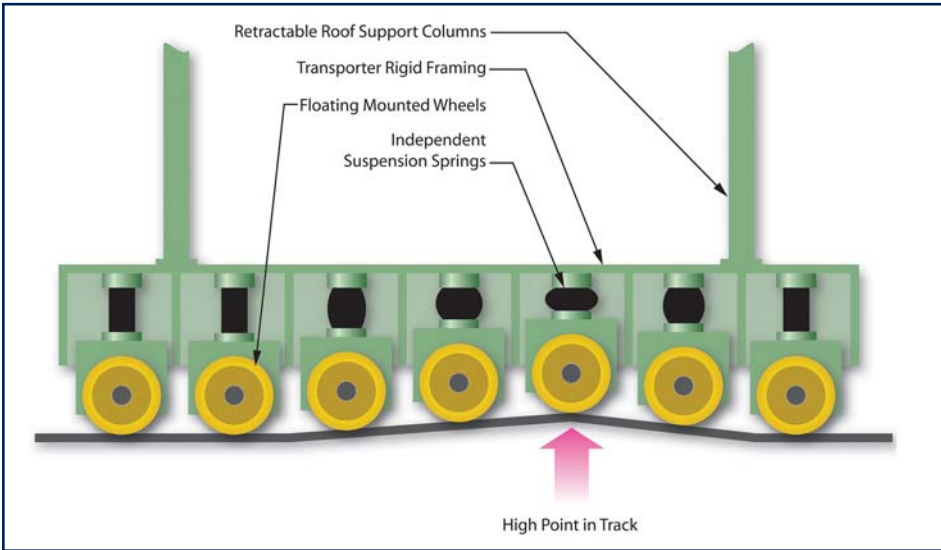 Retractable Roof Support Columns
Transporter Rigid Framing
Floating Mounted Wheels
Independent
Suspension Springs
High Point in Track